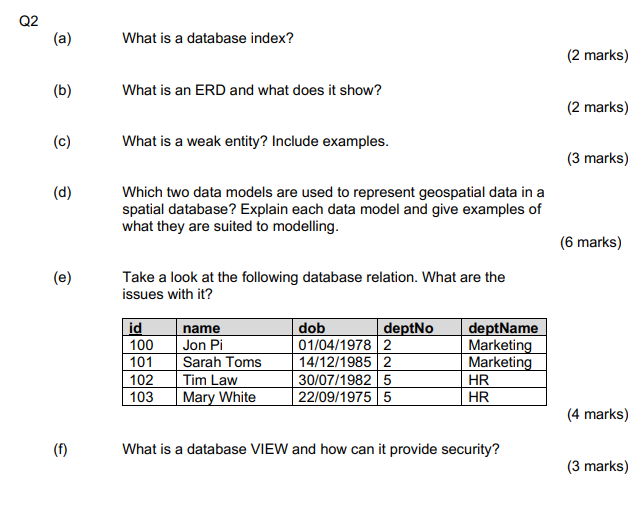 Q2
(a) What is a database index?
(2 marks)
(b) What is an ERD and what does it show?
(2 marks)
(c) What is a weak entity? Include examples.
(3 marks)
(d) Which two data models are used to represent geospatial data in a
spatial database? Explain each data model and give examples of
what they are suited to modelling.
(6 marks)
(e) Take a look at the following database relation. What are the
issues with it?
id name dob deptNo deptName
100 Jon Pi 01/04/1978 2 Marketing
101 Sarah Toms 14/12/1985 2 Marketing
102 Tim Law 30/07/1982 5 HR
103 Mary White 22/09/1975 5 HR
(4 marks)
(f) What is a database VIEW and how can it provide security?
(3 marks)